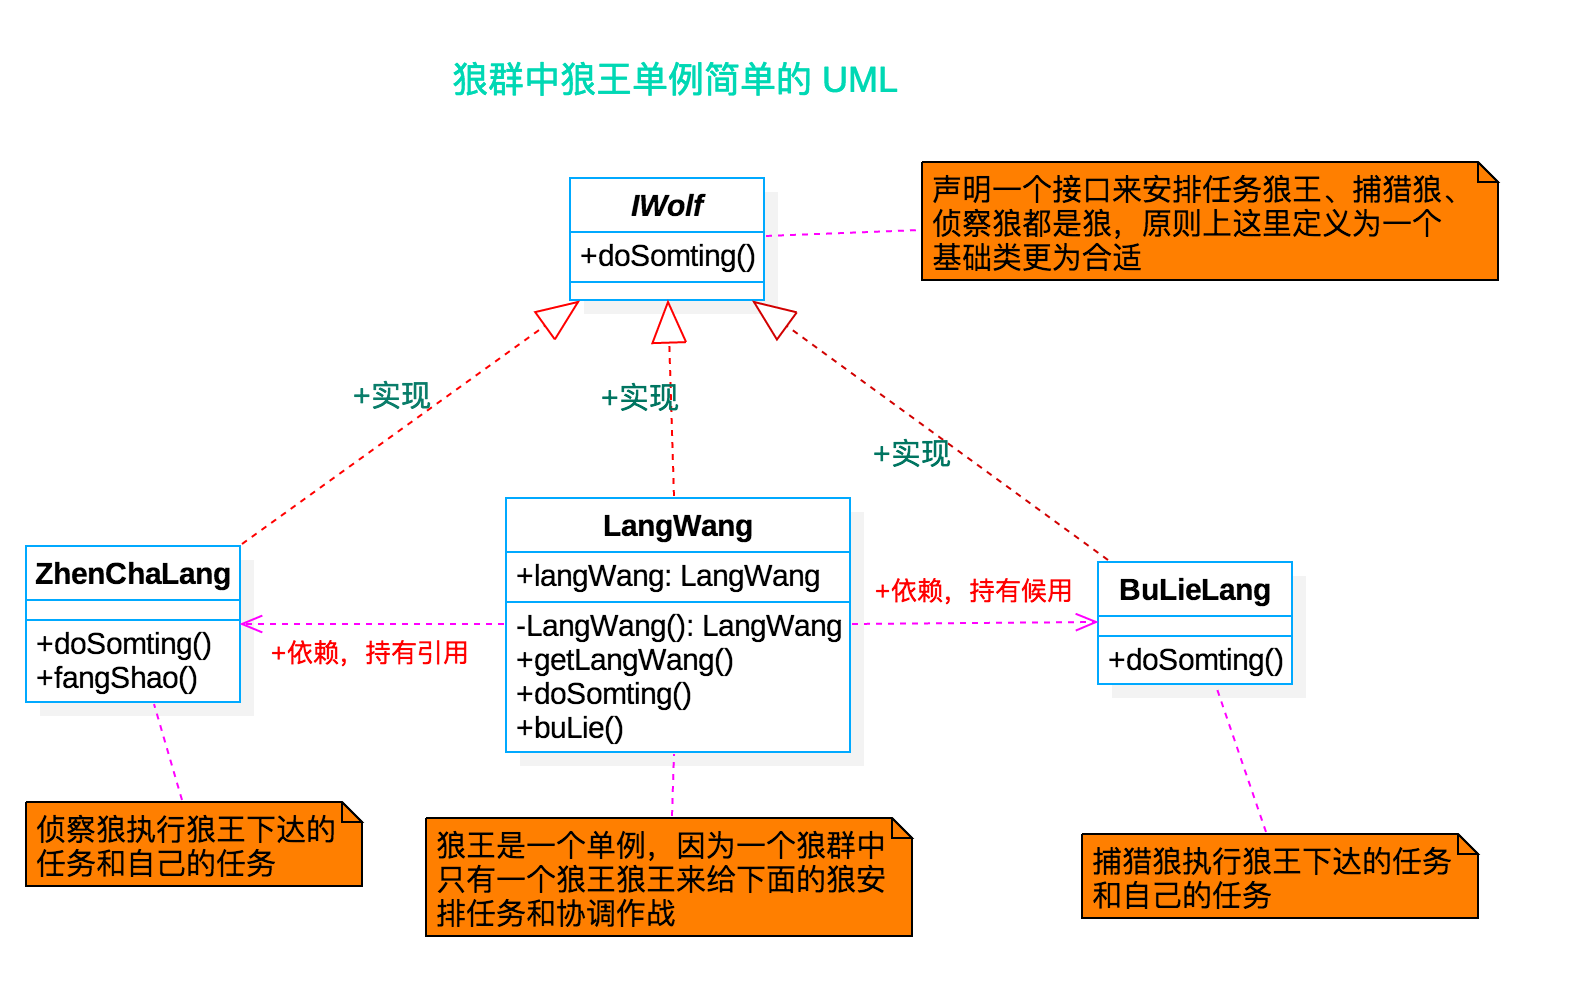 狼群中狼王单例简单的 UML
IWolf
+doSomting()
声明一个接口来安排任务狼王、捕猎狼、
侦察狼都是狼，原则上这里定义为一个
基础类更为合适
+实现
+实现
+实现
ZhenChaLang
+doSomting()
+fangShao()
+依赖，持有引用
LangWang
+langWang: LangWang
-LangWang(): LangWang
+getLangWang()
+doSomting()
+buLie()
+依赖，持有候用
BuLieLang
+doSomting()
侦察狼执行狼王下达的
任务和自己的任务
狼王是一个单例，因为一个狼群中
只有一个狼王狼王来给下面的狼安
排任务和协调作战
捕猎狼执行狼王下达的任务
和自己的任务